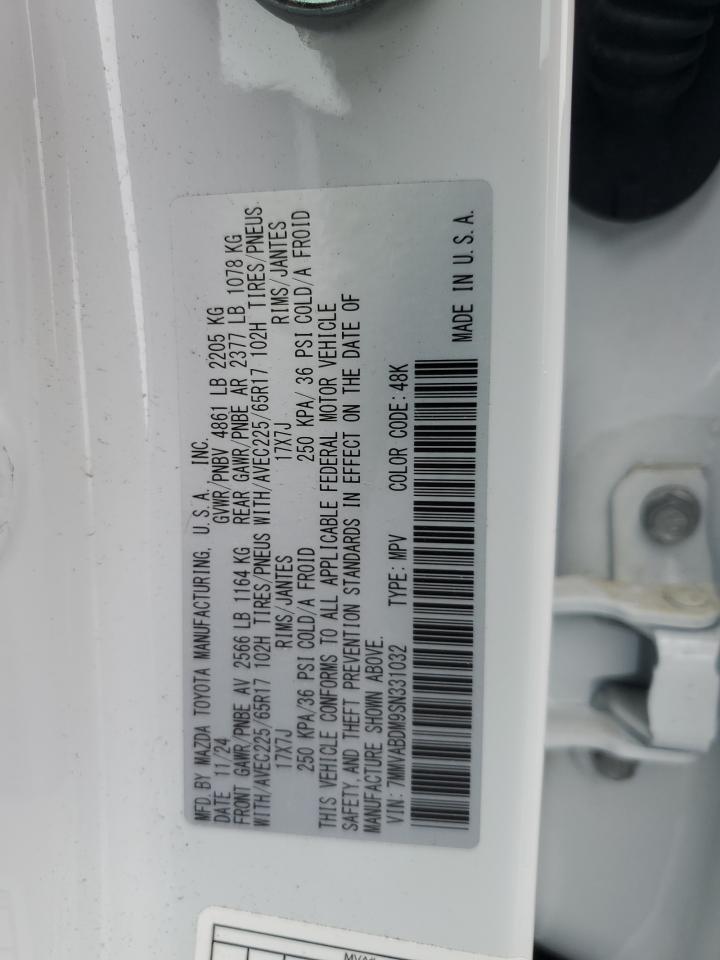 MFD. BY MAZDA TOYOTA MANUFACTURING, U.S.A. INC.
DATE 11/24 GVWR/PNBV 4861 LB 2205 KG
FRONT GAWR/PNBE AV 2566 LB 1164 KG REAR GAWR/PNBE AR 2377 LB 1078 KG
WITH/AVEC225/65R17 102H TIRES/PNEUS WITH/AVEC225/65R17 102H TIRES/PNEUS
17X7J RIMS/JANTES 17X7J RIMS/JANTES
250 KPA/36 PSI COLD/A FROID 250 KPA/ 36 PSI COLD/A FROID
THIS VEHICLE CONFORMS TO ALL APPLICABLE FEDERAL MOTOR VEHICLE
SAFETY, AND THEFT PREVENTION STANDARDS IN EFFECT ON THE DATE OF
MANUFACTURE SHOWN ABOVE.
VIN: 7MMVABDM9SN331032 TYPE: MPV COLOR CODE: 48K
MADE IN U.S.A.